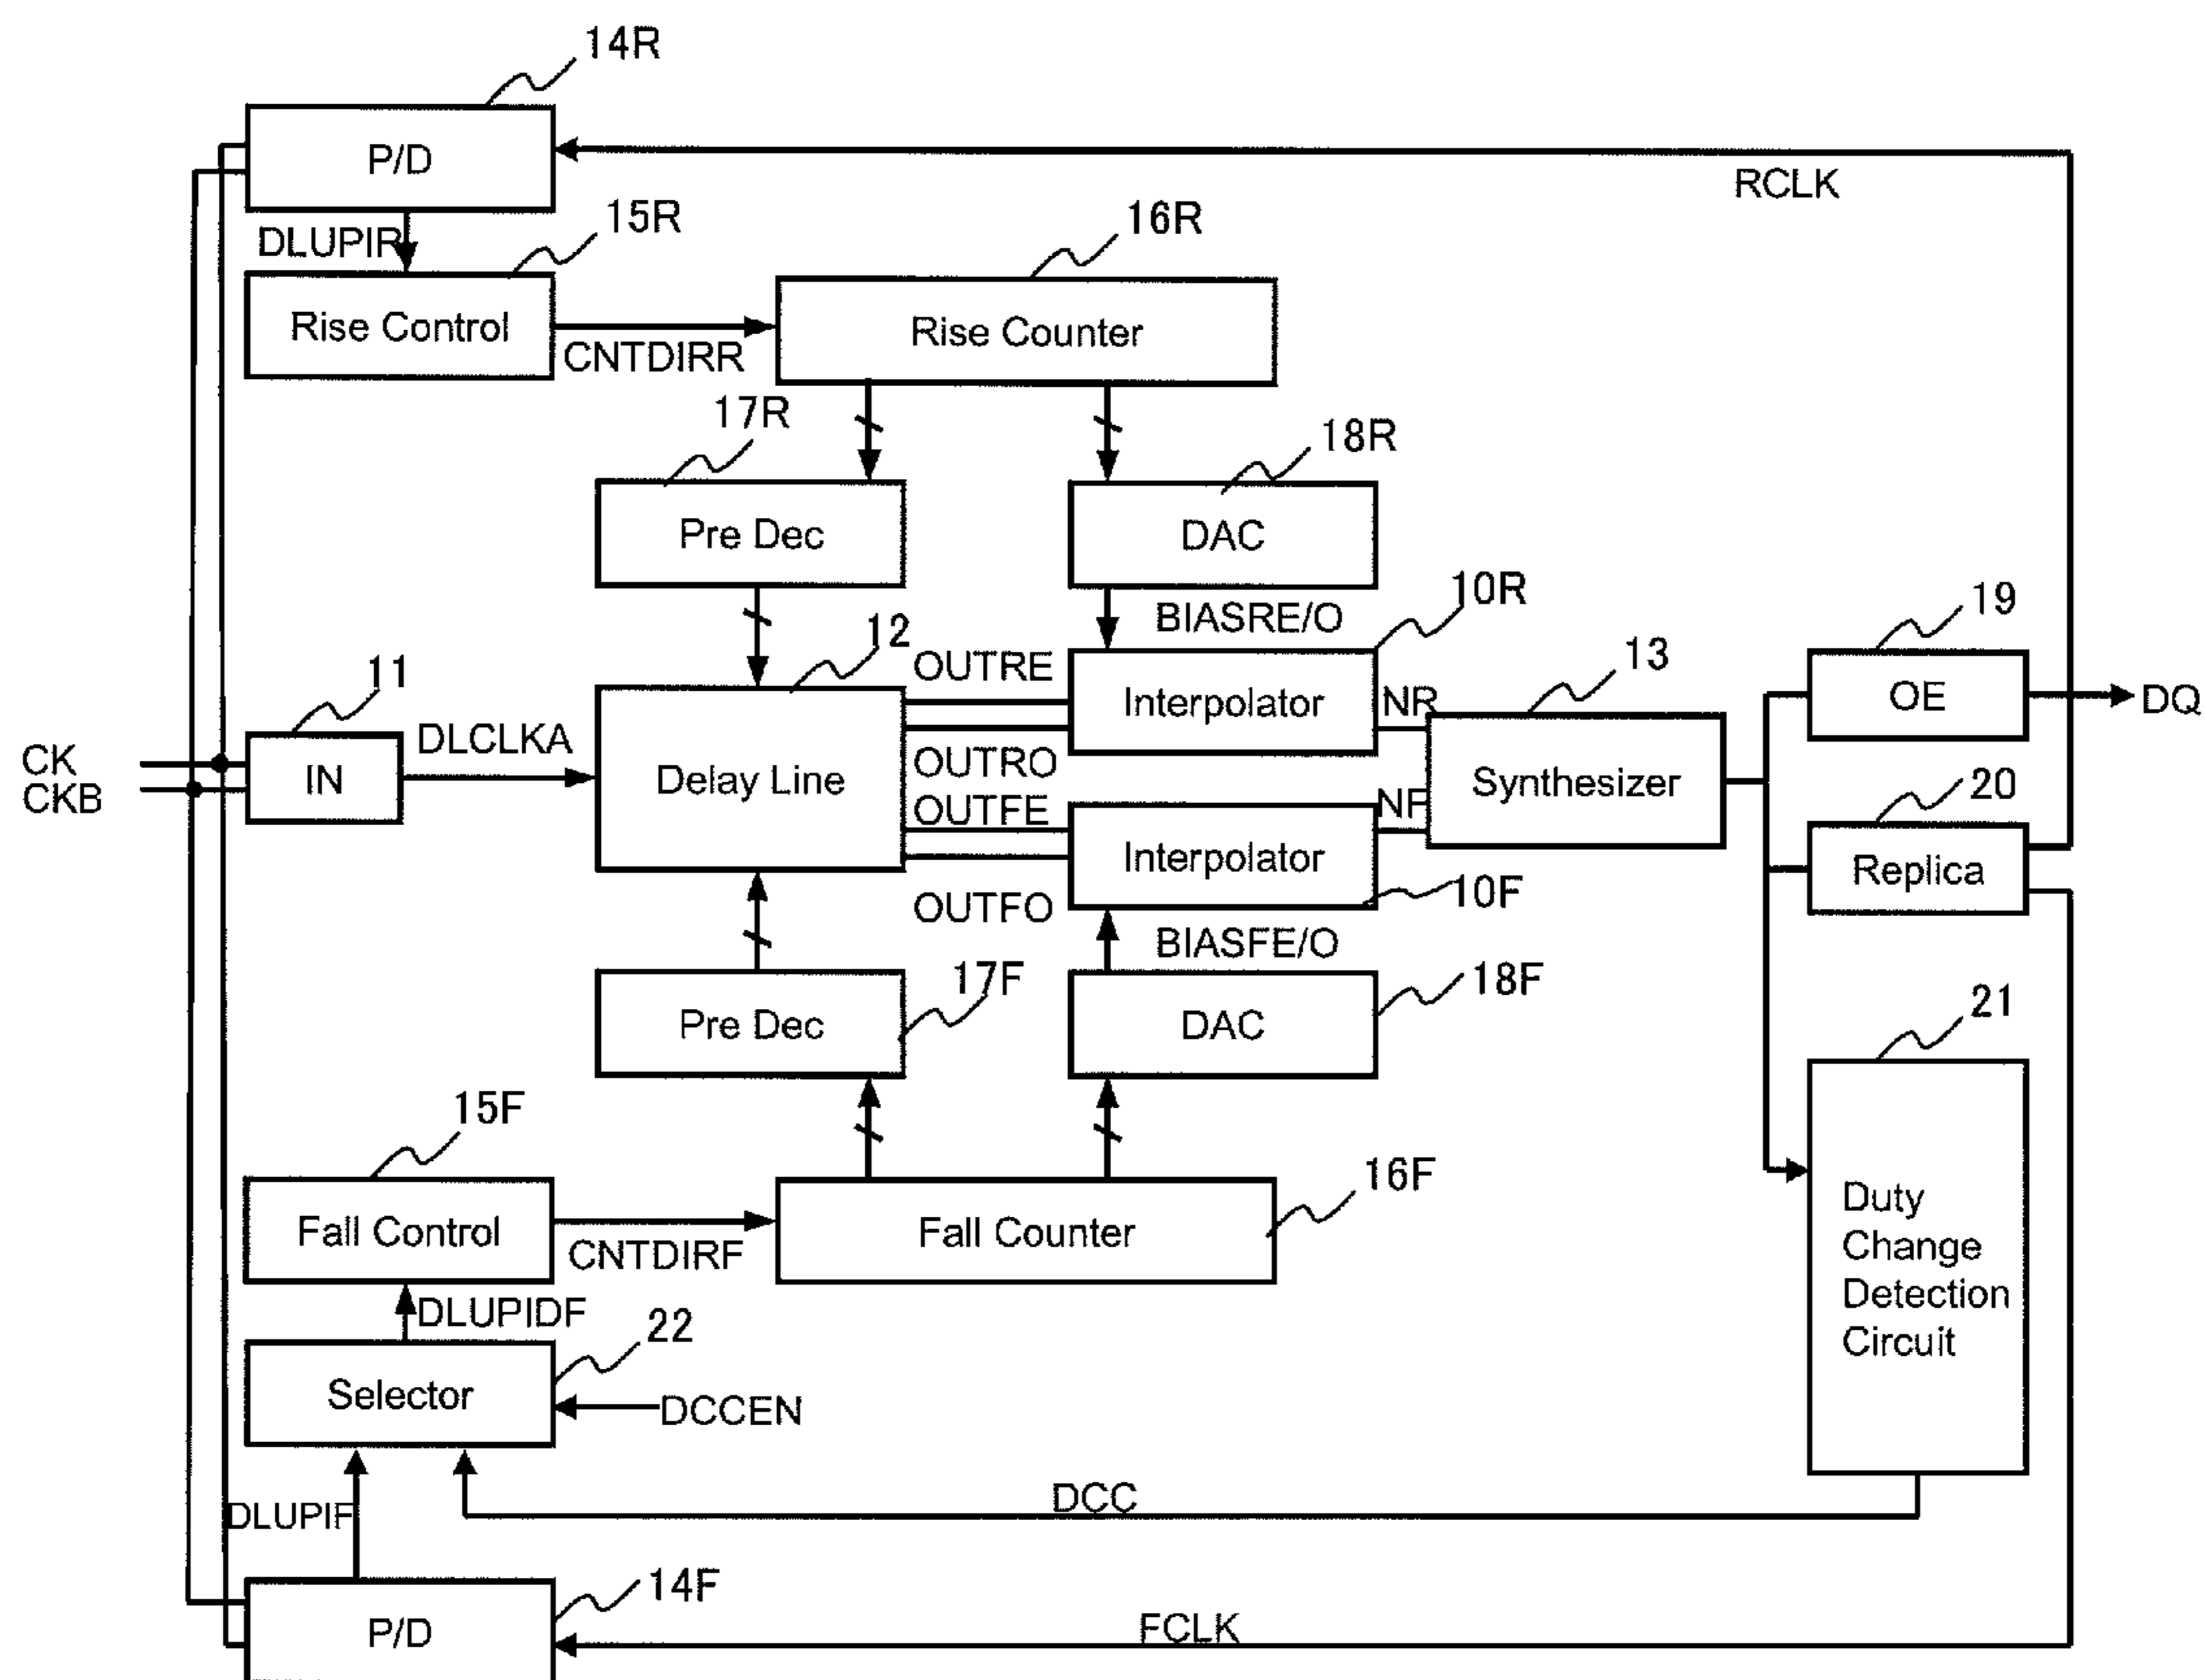 14R
P/D
RCLK
DLUPIR
15R
16R
Rise Control
CNTDIRR
Rise Counter
17R
18R
Pre Dec
DAC
BIASRE/O
10R
19
11
12
OUTRE
Interpolator
NR
13
OE
DQ
CK
CKB
IN
DLCLKA
Delay Line
OUTRO
OUTFE
Interpolator
NF
Synthesizer
20
Replica
OUTFO
10F
BIASFE/O
17F
18F
21
Pre Dec
DAC
15F
16F
Fall Control
CNTDIRF
Fall Counter
Duty
Change
Detection
Circuit
DLUPIDF
22
Selector
DCCEN
DLUPIF
DCC
14F
P/D
FCLK